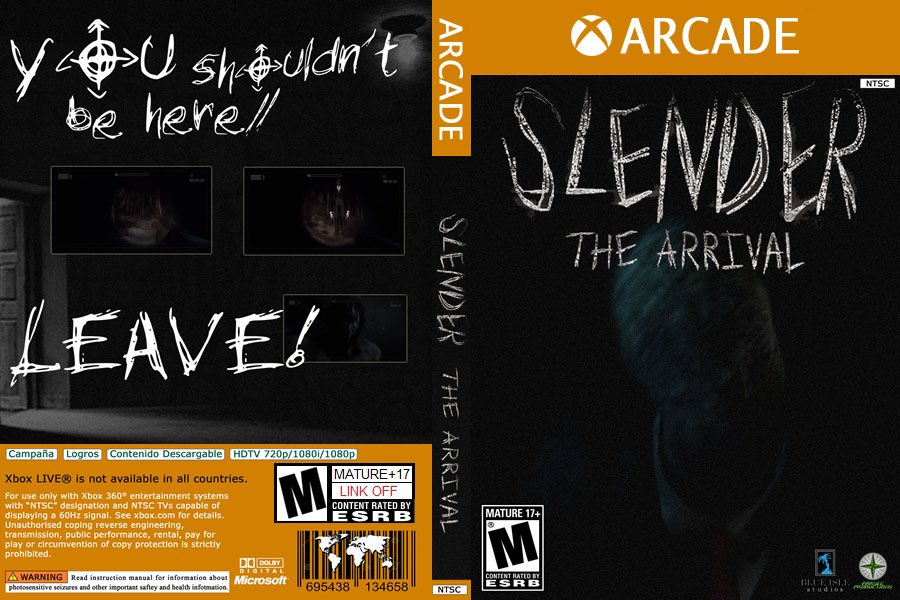 yOU shouldn't
be here!!
LEAVE!
Campaña Logros Contenido Descargable HDTV 720p/1080i/1080p
Xbox LIVE® is not available in all countries.
For use only with Xbox 360® entertainment systems
with "NTSC" designation and NTSC TVs capable of
displaying a 60Hz signal. See xbox.com for details.
Unauthorised coping reverse engineering,
transmission, public performance, rental, pay for
play or circumvention of copy protection is strictly
prohibited.
WARNING Read instruction manual for information about
photosensitive seizures and other important saftey and health infotmation.
M
MATURE+17
LINK OFF
CONTENT RATED BY
ESRB
DOLBY
DIGITAL
Microsoft®
695438 134658
ARCADE
SLENDER THE ARRIVAL
NTSC
ARCADE
NTSC
SLENDER
THE ARRIVAL
MATURE 17+
M
®
CONTENT RATED BY
ESRB
BLUE ISLE
studios